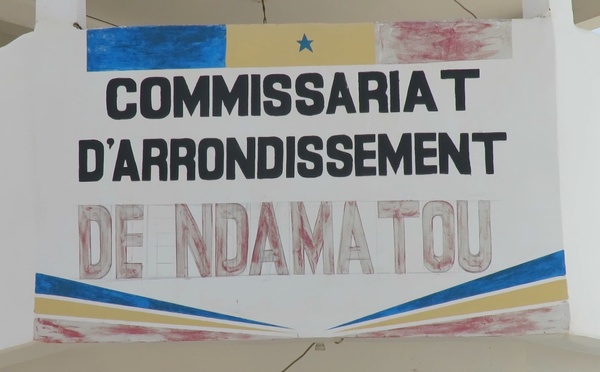 COMMISSARIAT
D'ARRONDISSEMENT
DE NDAMATOU